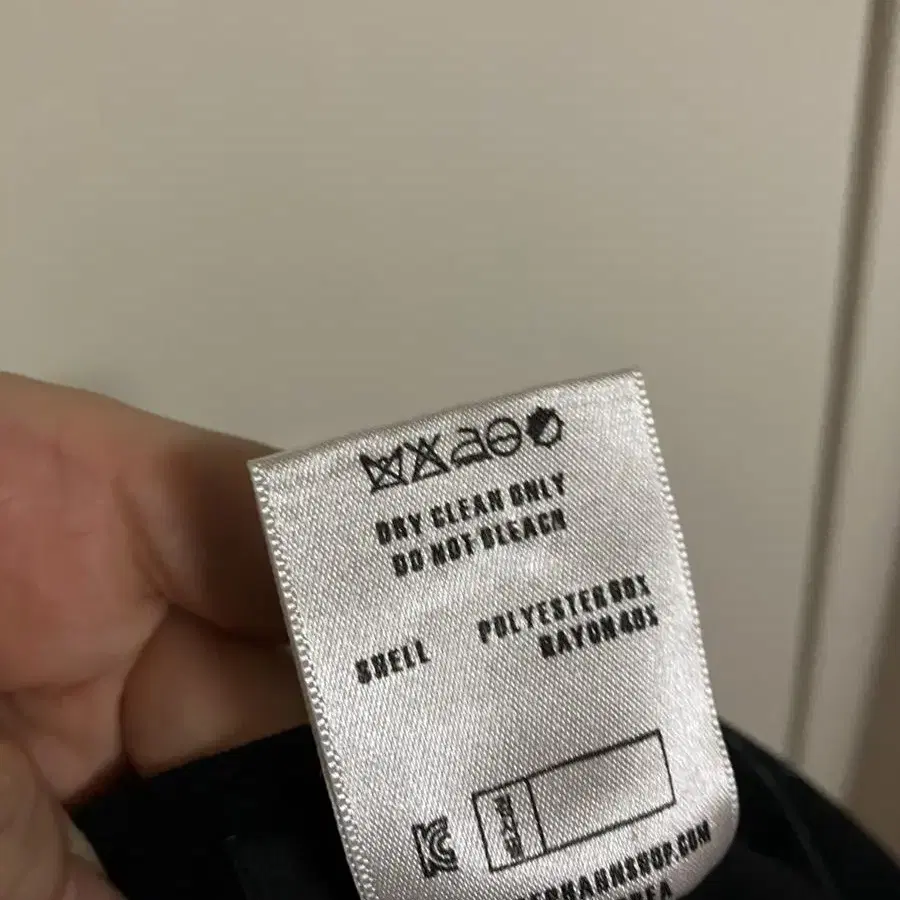 DRY CLEAN ONLY
DO NOT BLEACH
SHELL POLYESTER 60%
RAYON 40%